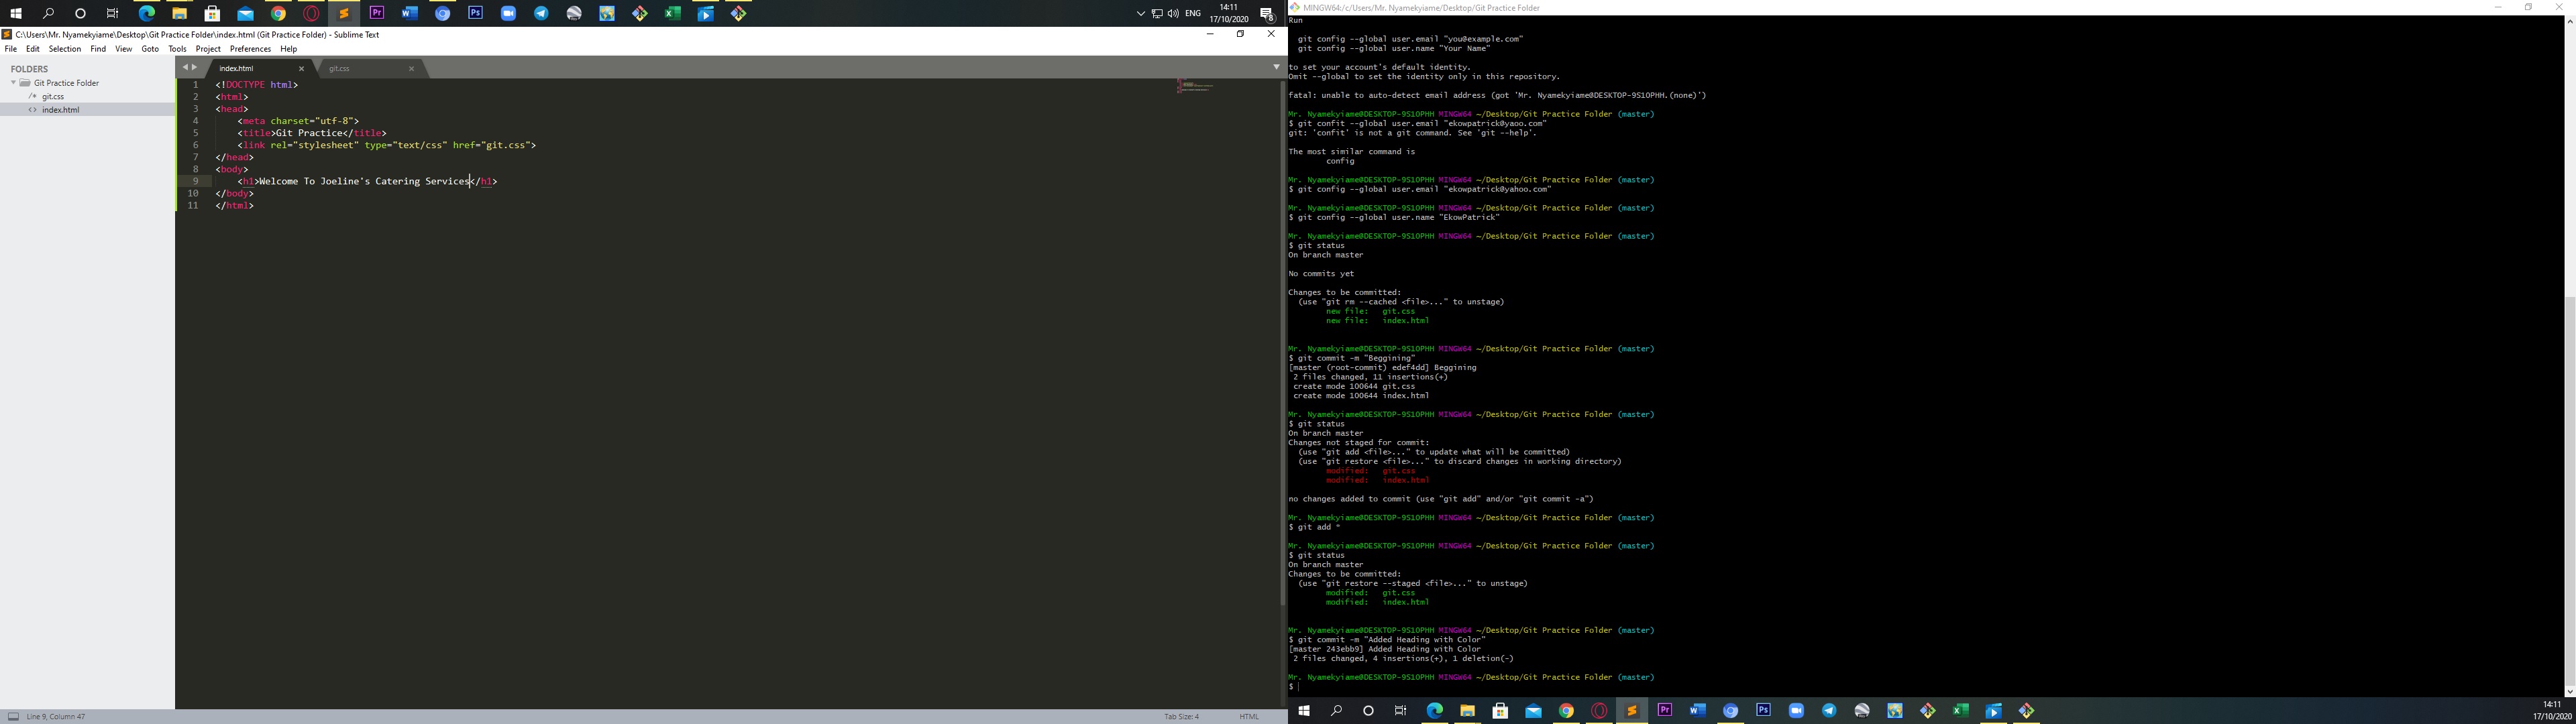 14:11
ENG
17/10/2020
8
C:\Users\Mr. Nyamekyiame\Desktop\Git Practice Folder\index.html (Git Practice Folder) - Sublime Text
File Edit Selection Find View Goto Tools Project Preferences Help
FOLDERS
Git Practice Folder
/* git.css
<> index.html
index.html
git.css
1 <!DOCTYPE html>
2 <html>
3 <head>
4 <meta charset="utf-8">
5 <title>Git Practice</title>
6 <link rel="stylesheet" type="text/css" href="git.css">
7 </head>
8 <body>
9 <h1>Welcome To Joeline's Catering Services</h1>
10 </body>
11 </html>
Line 9, Column 47
Tab Size: 4
HTML
MINGW64:/c/Users/Mr. Nyamekyiame/Desktop/Git Practice Folder
Run
git config --global user.email "you@example.com"
git config --global user.name "Your Name"
to set your account's default identity.
Omit --global to set the identity only in this repository.
fatal: unable to auto-detect email address (got 'Mr. Nyamekyiame@DESKTOP-9S1OPHH.(none)')
Mr. Nyamekyiame@DESKTOP-9S1OPHH MINGW64 ~/Desktop/Git Practice Folder (master)
$ git confit --global user.email "ekowpatrick@yaoo.com"
git: 'confit' is not a git command. See 'git --help'.
The most similar command is
config
Mr. Nyamekyiame@DESKTOP-9S1OPHH MINGW64 ~/Desktop/Git Practice Folder (master)
$ git config --global user.email "ekowpatrick@yahoo.com"
Mr. Nyamekyiame@DESKTOP-9S1OPHH MINGW64 ~/Desktop/Git Practice Folder (master)
$ git config --global user.name "EkowPatrick"
Mr. Nyamekyiame@DESKTOP-9S1OPHH MINGW64 ~/Desktop/Git Practice Folder (master)
$ git status
On branch master
No commits yet
Changes to be committed:
(use "git rm --cached <file>..." to unstage)
new file: git.css
new file: index.html
Mr. Nyamekyiame@DESKTOP-9S1OPHH MINGW64 ~/Desktop/Git Practice Folder (master)
$ git commit -m "Beggining"
[master (root-commit) edef4dd] Beggining
2 files changed, 11 insertions(+)
create mode 100644 git.css
create mode 100644 index.html
Mr. Nyamekyiame@DESKTOP-9S1OPHH MINGW64 ~/Desktop/Git Practice Folder (master)
$ git status
On branch master
Changes not staged for commit:
(use "git add <file>..." to update what will be committed)
(use "git restore <file>..." to discard changes in working directory)
modified: git.css
modified: index.html
no changes added to commit (use "git add" and/or "git commit -a")
Mr. Nyamekyiame@DESKTOP-9S1OPHH MINGW64 ~/Desktop/Git Practice Folder (master)
$ git add *
Mr. Nyamekyiame@DESKTOP-9S1OPHH MINGW64 ~/Desktop/Git Practice Folder (master)
$ git status
On branch master
Changes to be committed:
(use "git restore --staged <file>..." to unstage)
modified: git.css
modified: index.html
Mr. Nyamekyiame@DESKTOP-9S1OPHH MINGW64 ~/Desktop/Git Practice Folder (master)
$ git commit -m "Added Heading with Color"
[master 243ebb9] Added Heading with Color
2 files changed, 4 insertions(+), 1 deletion(-)
Mr. Nyamekyiame@DESKTOP-9S1OPHH MINGW64 ~/Desktop/Git Practice Folder (master)
$
14:11
17/10/2020